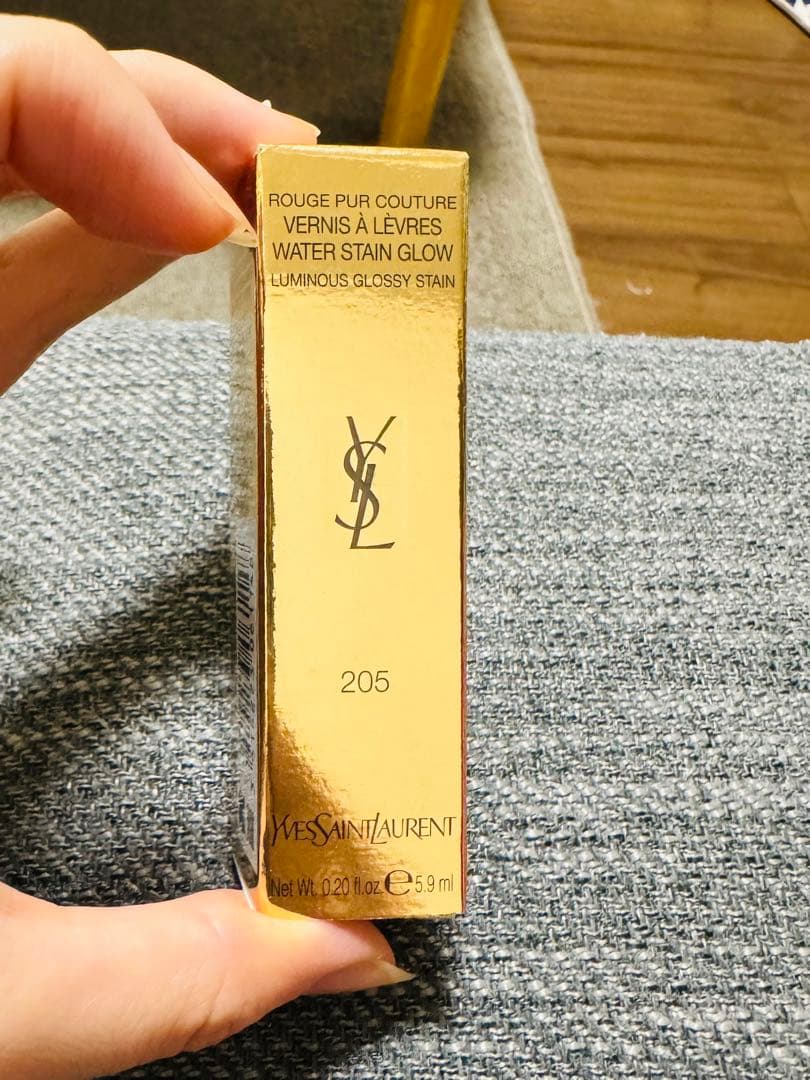 ROUGE PUR COUTURE
VERNIS À LÈVRES
WATER STAIN GLOW
LUMINOUS GLOSSY STAIN
YSL
205
YVESSAINTLAURENT
Net Wt. 0.20 fl.oz. e 5.9 ml